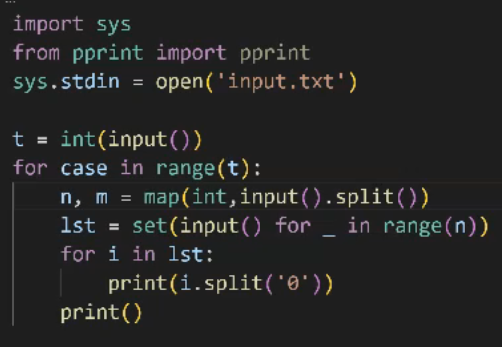 import sys
from pprint import pprint
sys.stdin = open('input.txt')
t = int(input())
for case in range(t):
    n, m = map(int,input().split())
    lst = set(input() for _ in range(n))
    for i in lst:
        print(i.split('0'))
    print()